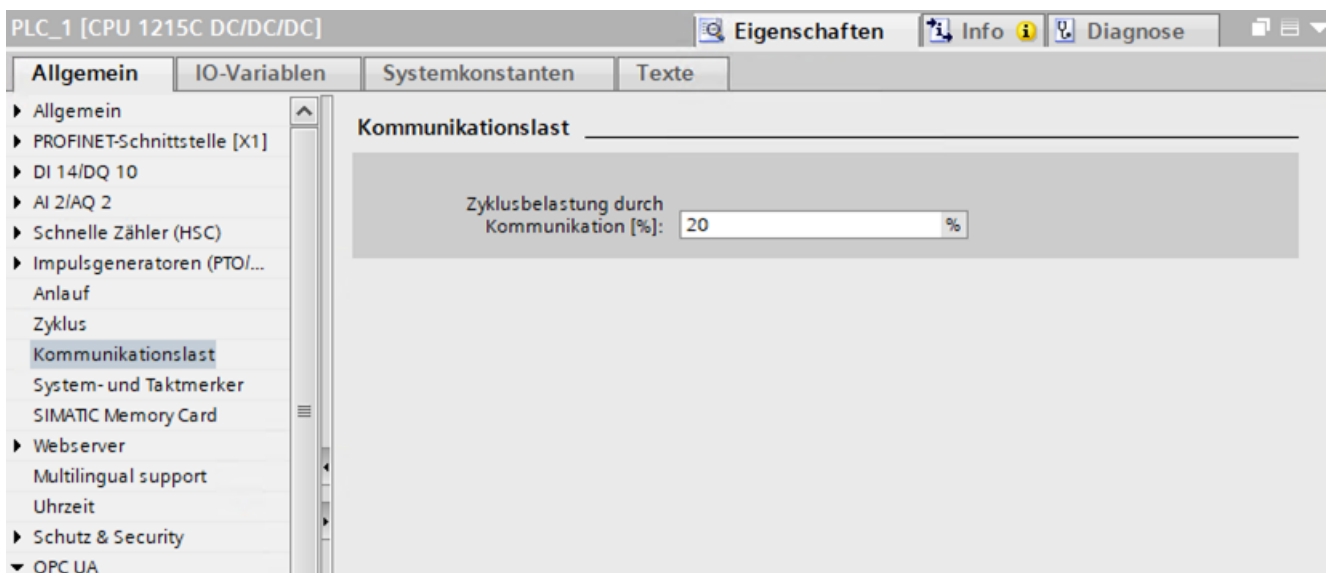 PLC_1 [CPU 1215C DC/DC/DC]
Eigenschaften
Info
Diagnose
Allgemein
IO-Variablen
Systemkonstanten
Texte
Allgemein
PROFINET-Schnittstelle [X1]
DI 14/DQ 10
AI 2/AQ 2
Schnelle Zähler (HSC)
Impulsgeneratoren (PTO/...
Anlauf
Zyklus
Kommunikationslast
System- und Taktmerker
SIMATIC Memory Card
Webserver
Multilingual support
Uhrzeit
Schutz & Security
OPC UA
Kommunikationslast
Zyklusbelastung durch
Kommunikation [%]: 20 %